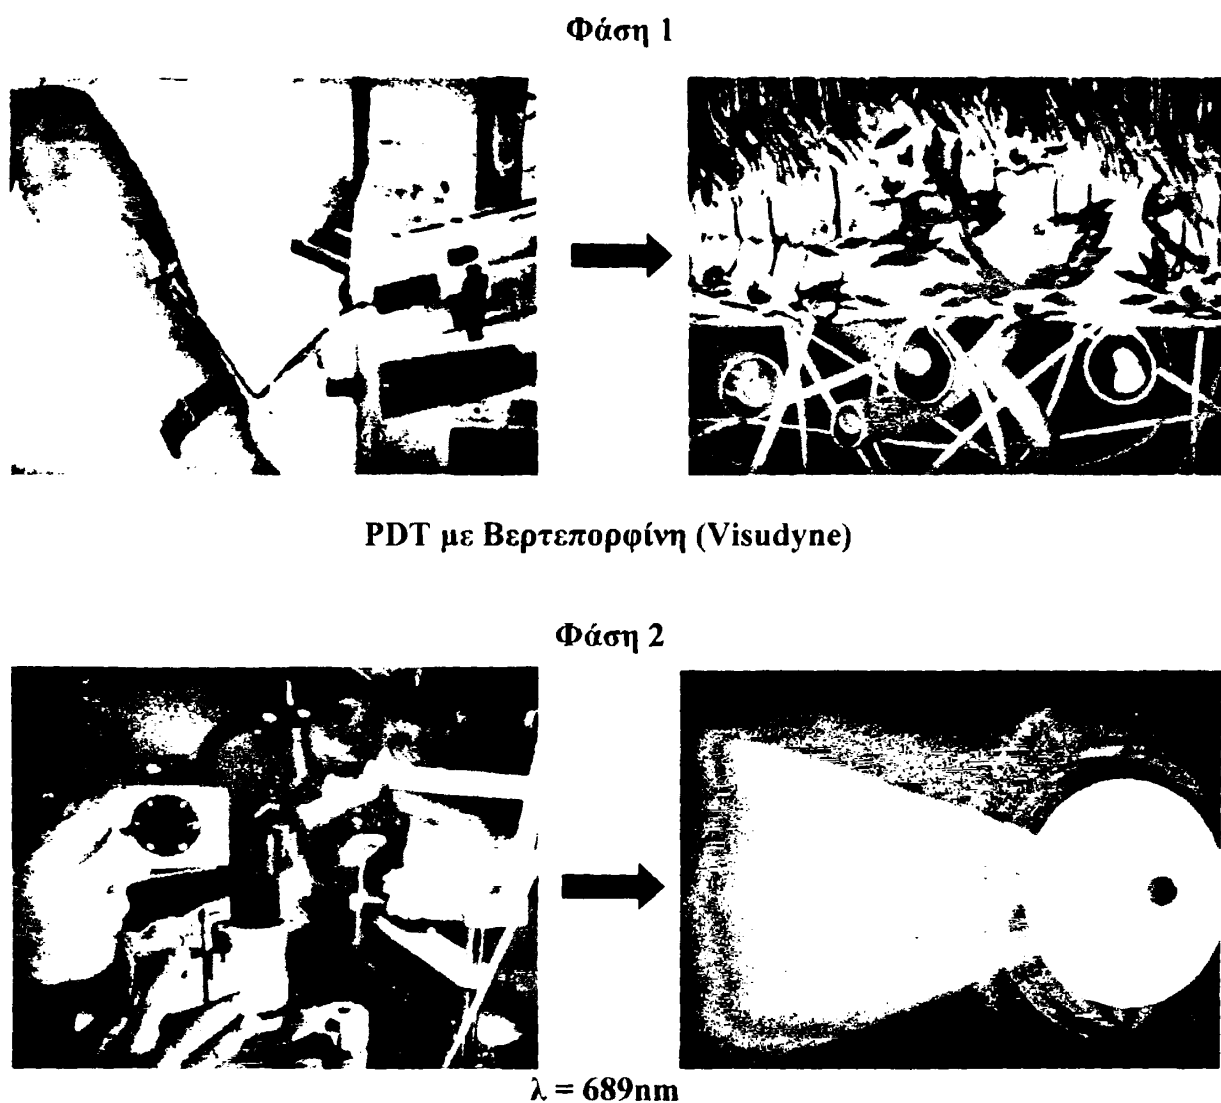 Φάση 1
PDT με Βερτεπορφίνη (Visudyne)
Φάση 2
λ = 689nm